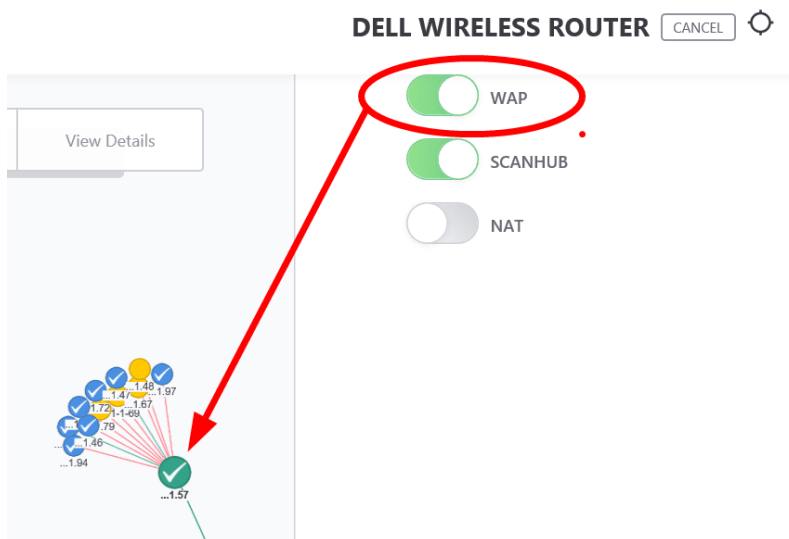 DELL WIRELESS ROUTER CANCEL
WAP
View Details
SCANHUB
NAT
...1.48
...1.47
...1.97
...1.67
1.72
1-1-69
.79
...1.46
...1.94
...1.57